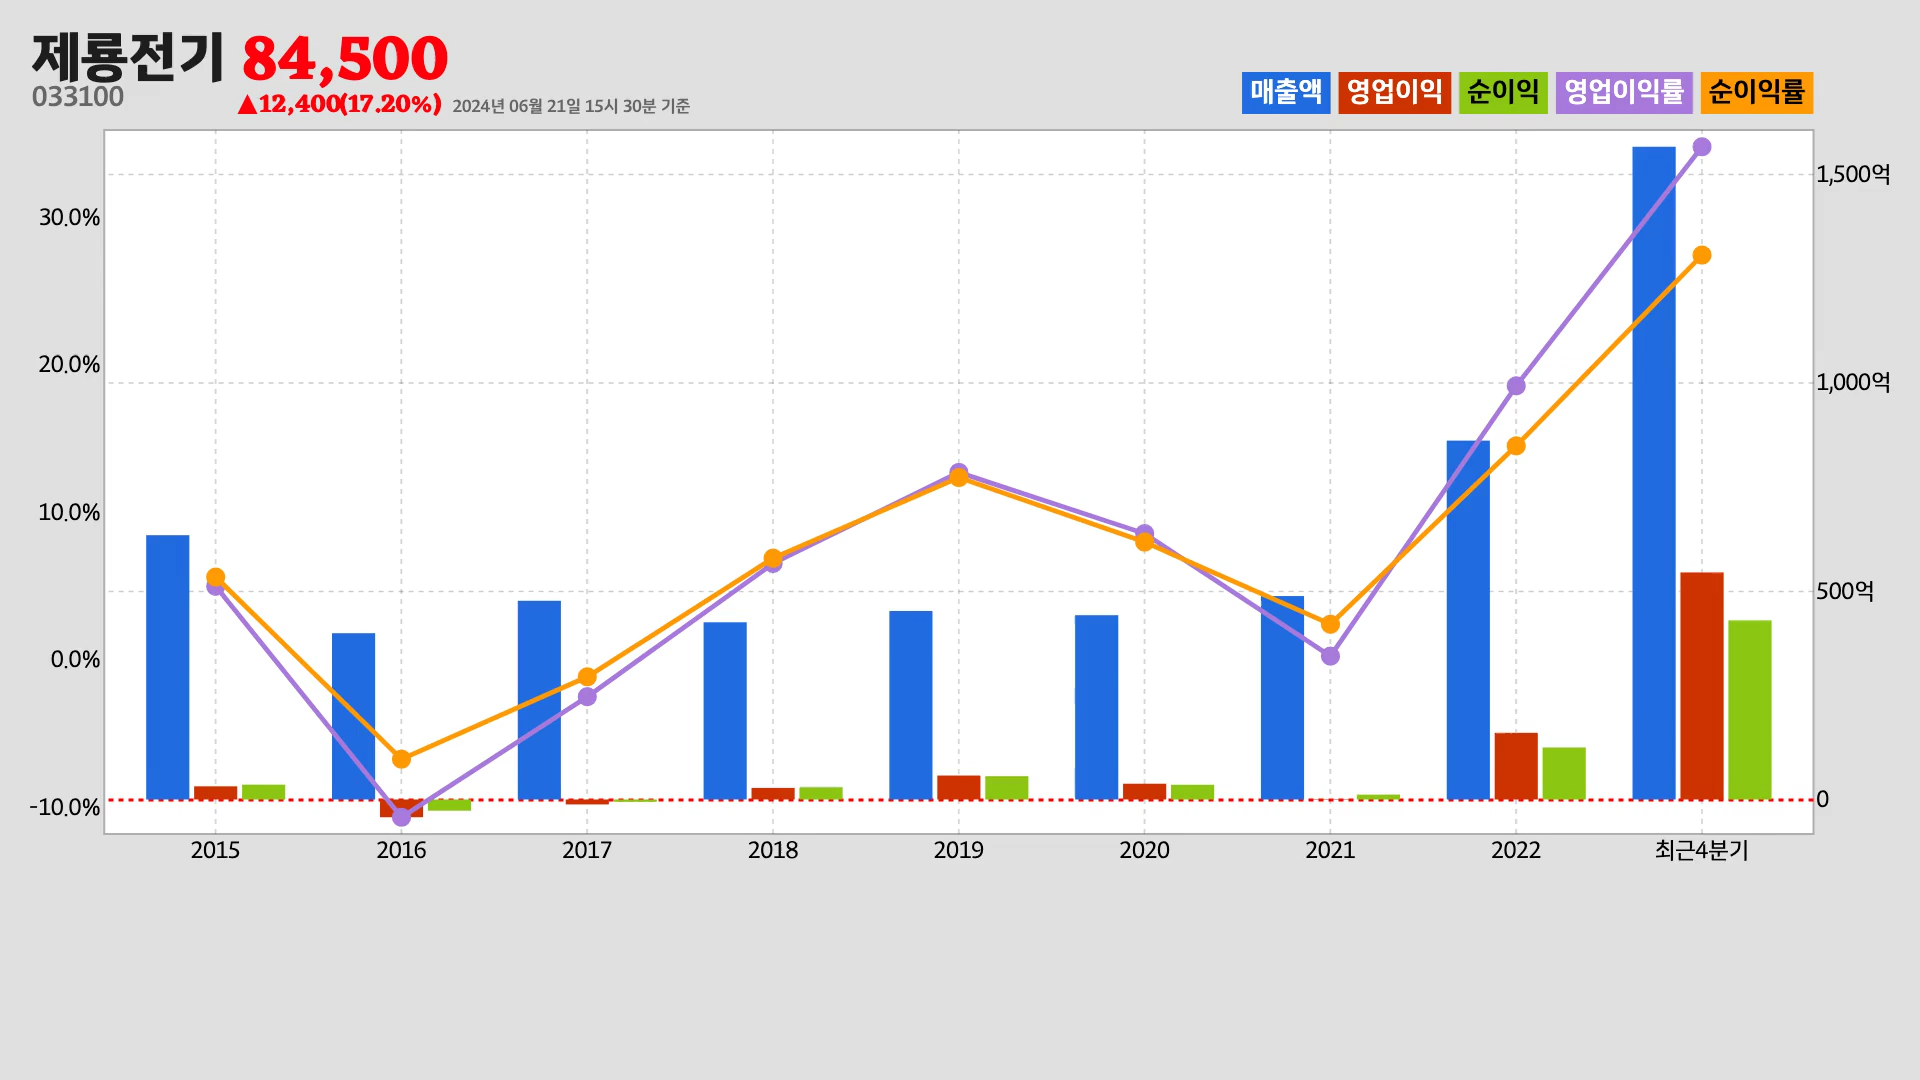 제룡전기 84,500
033100
▲12,400(17.20%) 2024년 06월 21일 15시 30분 기준
매출액 영업이익 순이익 영업이익률 순이익률
30.0%
20.0%
10.0%
0.0%
-10.0%
1,500억
1,000억
500억
0
2015 2016 2017 2018 2019 2020 2021 2022 최근4분기